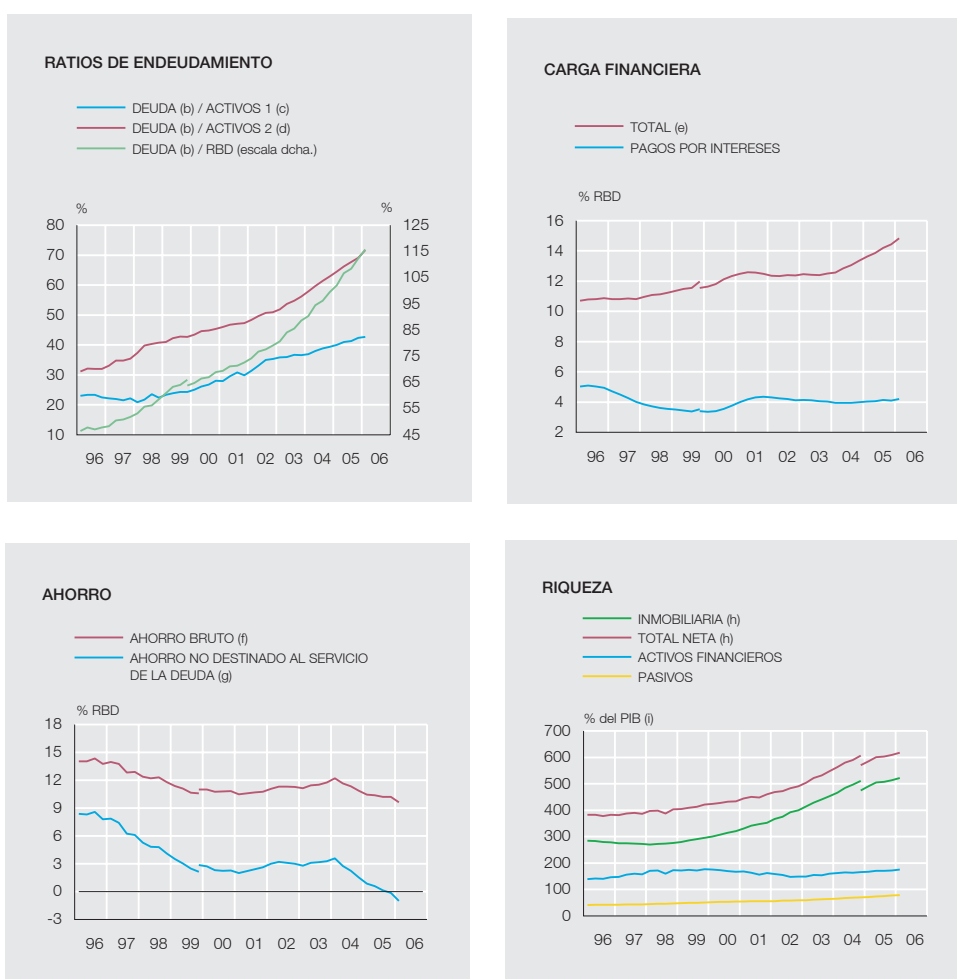 RATIOS DE ENDEUDAMIENTO
DEUDA (b) / ACTIVOS 1 (c)
DEUDA (b) / ACTIVOS 2 (d)
DEUDA (b) / RBD (escala dcha.)
% %
80 125
70 115
60 105
50 95
40 85
30 75
20 65
10 55
45
96 97 98 99 00 01 02 03 04 05 06
CARGA FINANCIERA
TOTAL (e)
PAGOS POR INTERESES
% RBD
16
14
12
10
8
6
4
2
96 97 98 99 00 01 02 03 04 05 06
AHORRO
AHORRO BRUTO (f)
AHORRO NO DESTINADO AL SERVICIO
DE LA DEUDA (g)
% RBD
18
15
12
9
6
3
0
-3
96 97 98 99 00 01 02 03 04 05 06
RIQUEZA
INMOBILIARIA (h)
TOTAL NETA (h)
ACTIVOS FINANCIEROS
PASIVOS
% del PIB (i)
700
600
500
400
300
200
100
0
96 97 98 99 00 01 02 03 04 05 06